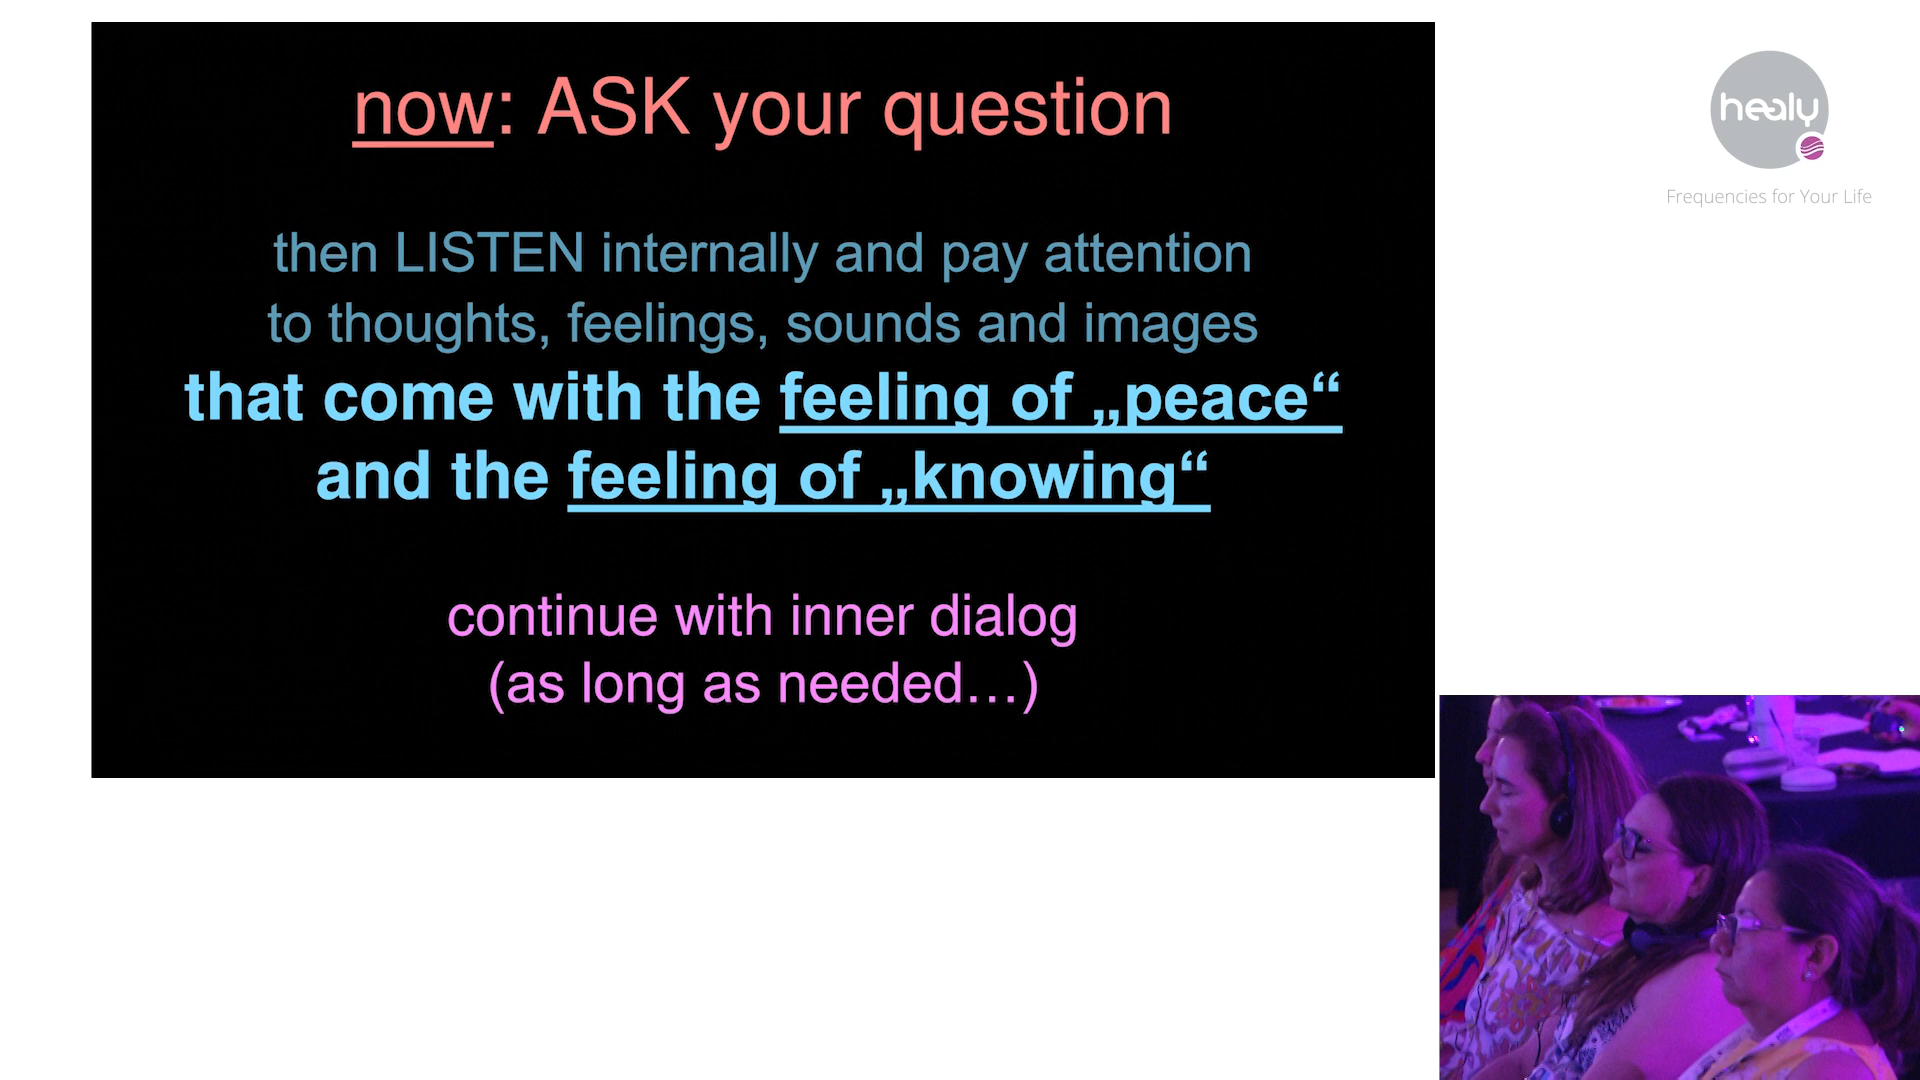 now: ASK your question
then LISTEN internally and pay attention
to thoughts, feelings, sounds and images
that come with the feeling of „peace“
and the feeling of „knowing“
continue with inner dialog
(as long as needed…)
healy
Frequencies for Your Life